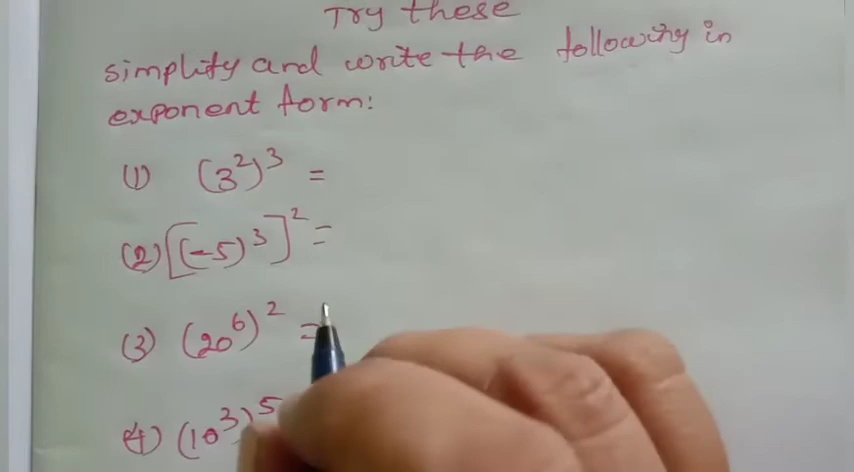 Try these
simplify and write the following in
exponent form:
(1) (3²)³ =
(2) [(-5)³]² =
(3) (20⁶)² =
(4) (10³)⁵